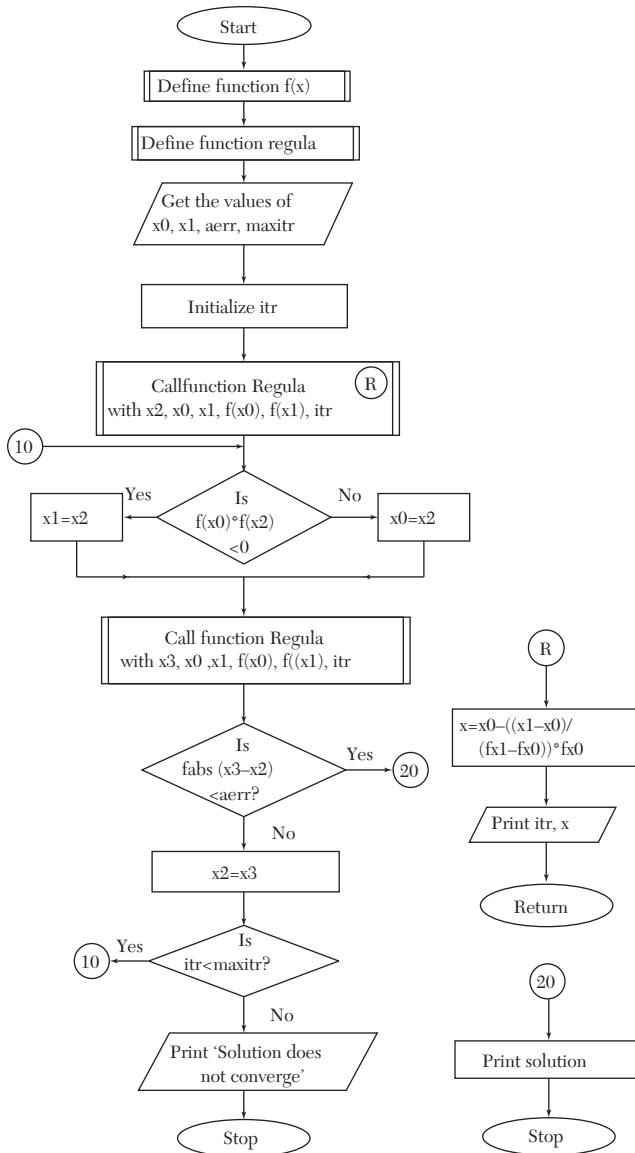 Start
Define function f(x)
Define function regula
Get the values of
x0, x1, aerr, maxitr
Initialize itr
Callfunction Regula
R
with x2, x0, x1, f(x0), f(x1), itr
10
Yes
Is
No
x1=x2
f(x0)*f(x2)
x0=x2
<0
Call function Regula
with x3, x0 ,x1, f(x0), f((x1), itr
Is
Yes
fabs (x3–x2)
20
<aerr?
No
x2=x3
Is
Yes
10
itr<maxitr?
No
Print ‘Solution does
not converge’
Stop
R
x=x0–((x1–x0)/
(fx1–fx0))*fx0
Print itr, x
Return
20
Print solution
Stop